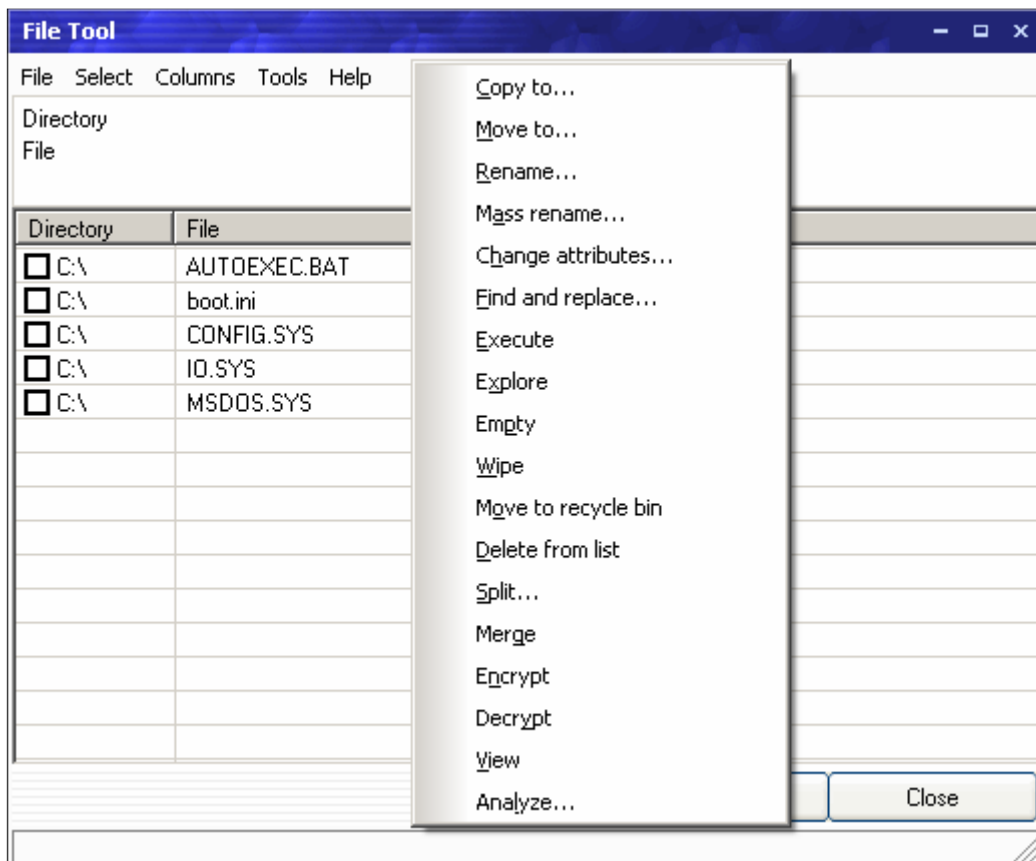 File Tool
File Select Columns Tools Help
Directory
File
Directory File
C:\ AUTOEXEC.BAT
C:\ boot.ini
C:\ CONFIG.SYS
C:\ IO.SYS
C:\ MSDOS.SYS
Copy to...
Move to...
Rename...
Mass rename...
Change attributes...
Find and replace...
Execute
Explore
Empty
Wipe
Move to recycle bin
Delete from list
Split...
Merge
Encrypt
Decrypt
View
Analyze...
Close